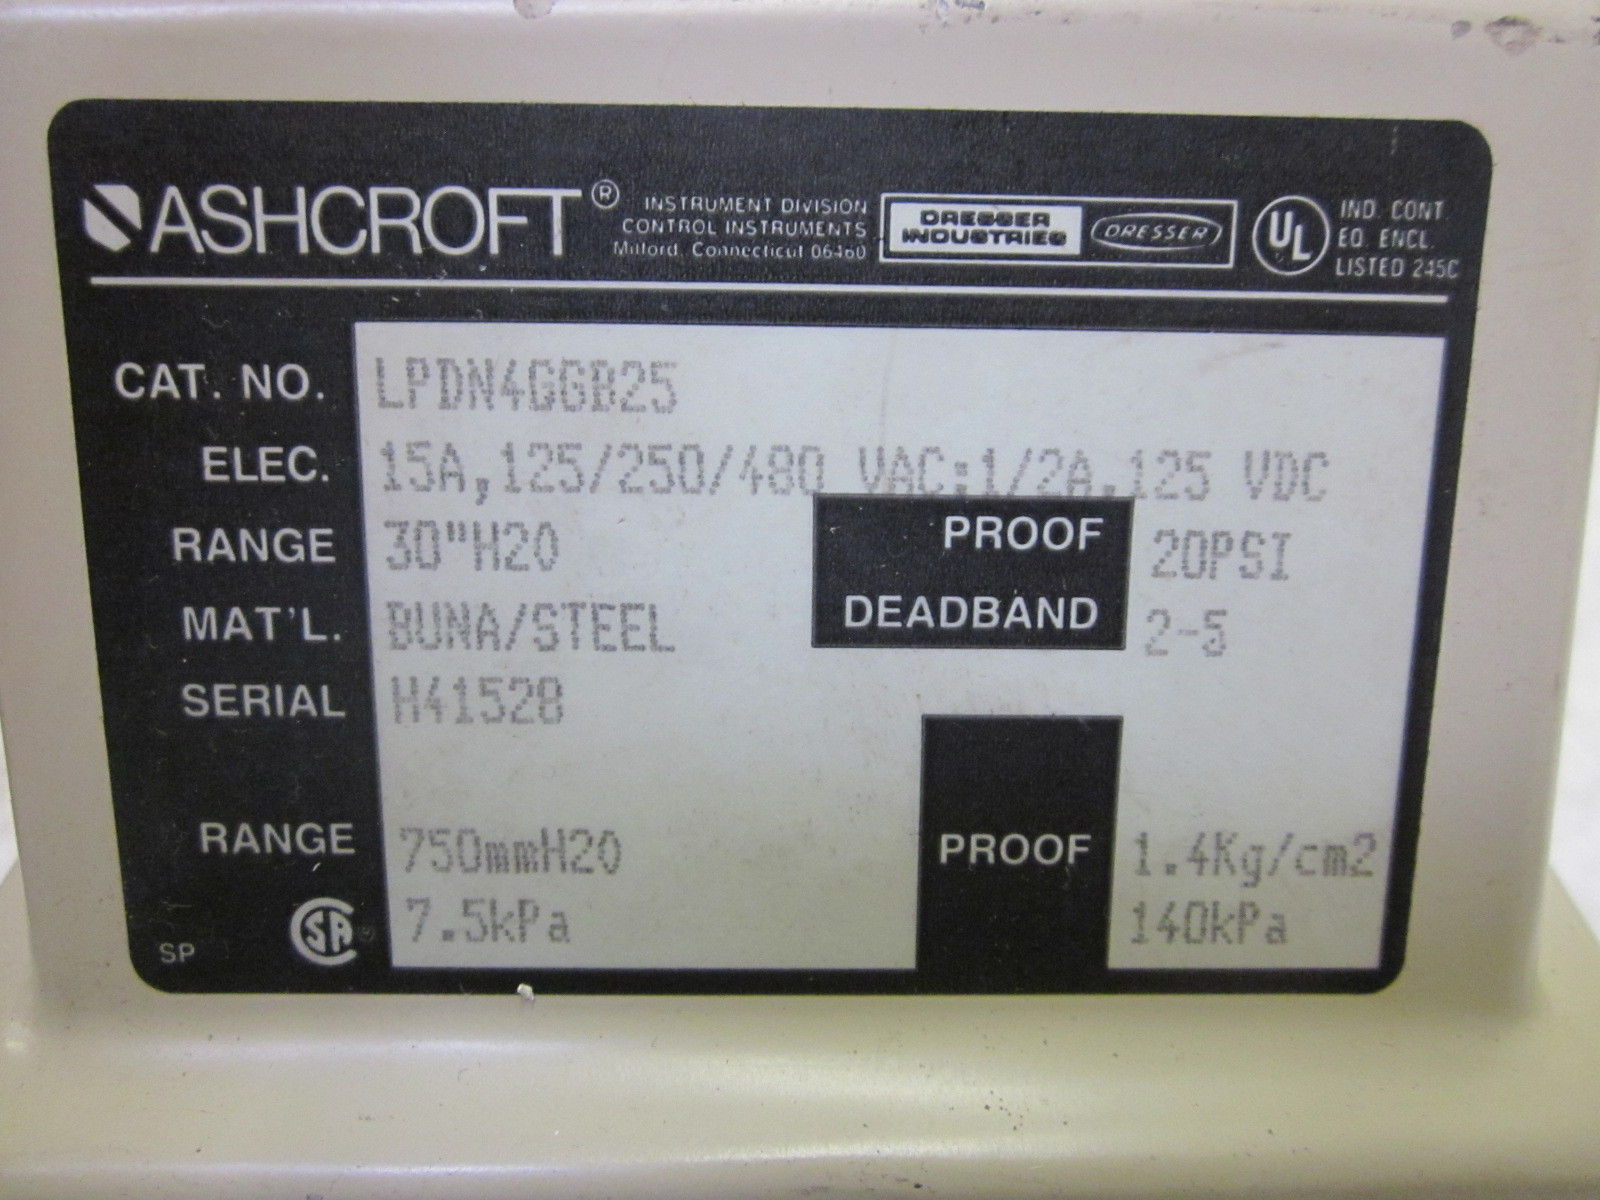 ASHCROFT ®
INSTRUMENT DIVISION
CONTROL INSTRUMENTS
Milford, Connecticut 06460
DRESSER
INDUSTRIES
DRESSER
UL
IND. CONT.
EQ. ENCL.
LISTED 245C
CAT. NO. LPDN4GGB25
ELEC. 15A,125/250/480 VAC;1/2A,125 VDC
RANGE 30"H20 PROOF 20PSI
MAT'L. BUNA/STEEL DEADBAND 2-5
SERIAL H41528
RANGE 750mmH20 PROOF 1.4Kg/cm2
7.5kPa 140kPa
SP SA